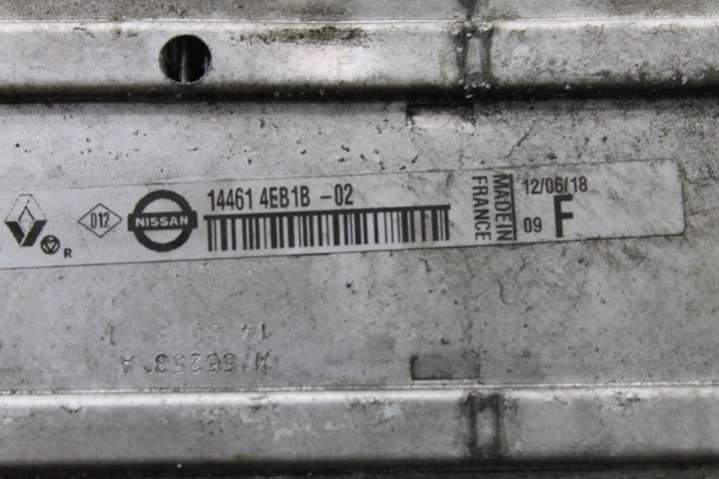 R
012
NISSAN
14461 4EB1B -02
MADE IN
FRANCE
12/06/18
09 F